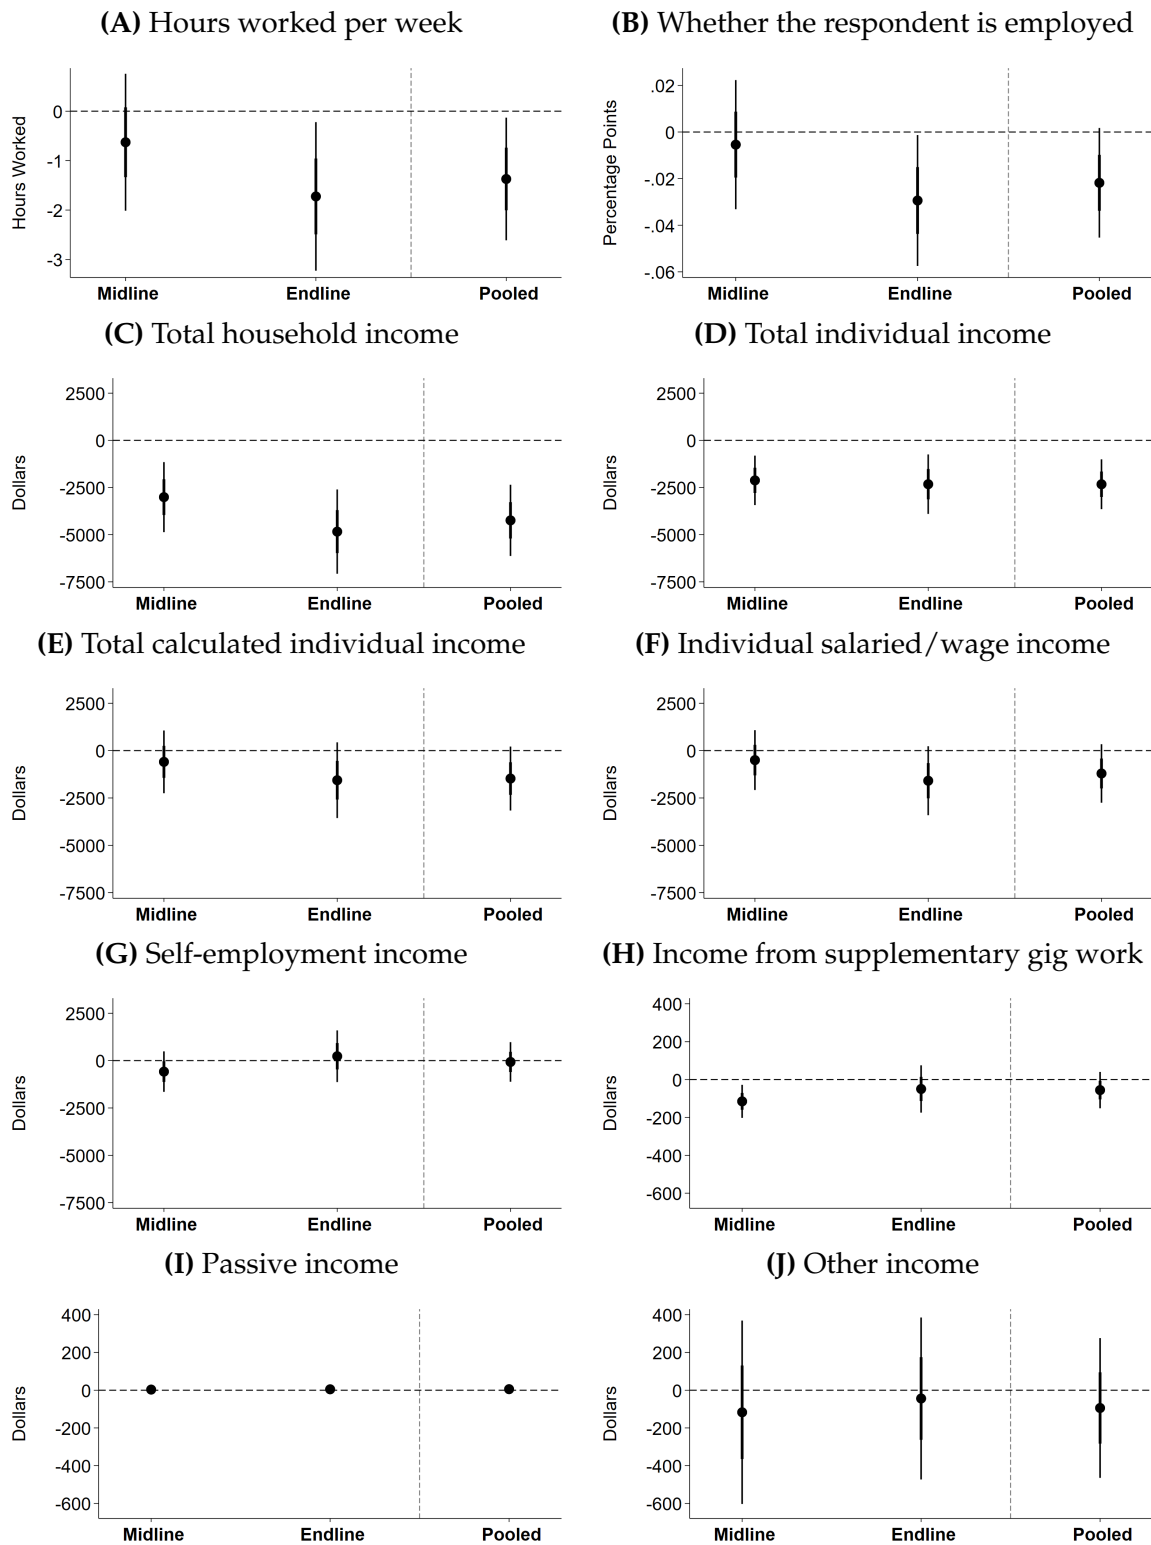 (A) Hours worked per week
(B) Whether the respondent is employed
Hours Worked
0
-1
-2
-3
Midline Endline Pooled
Percentage Points
.02
0
-.02
-.04
-.06
Midline Endline Pooled
(C) Total household income
(D) Total individual income
Dollars
2500
0
-2500
-5000
-7500
Midline Endline Pooled
Dollars
2500
0
-2500
-5000
-7500
Midline Endline Pooled
(E) Total calculated individual income
(F) Individual salaried/wage income
Dollars
2500
0
-2500
-5000
-7500
Midline Endline Pooled
Dollars
2500
0
-2500
-5000
-7500
Midline Endline Pooled
(G) Self-employment income
(H) Income from supplementary gig work
Dollars
2500
0
-2500
-5000
-7500
Midline Endline Pooled
Dollars
400
200
0
-200
-400
-600
Midline Endline Pooled
(I) Passive income
(J) Other income
Dollars
400
200
0
-200
-400
-600
Midline Endline Pooled
Dollars
400
200
0
-200
-400
-600
Midline Endline Pooled